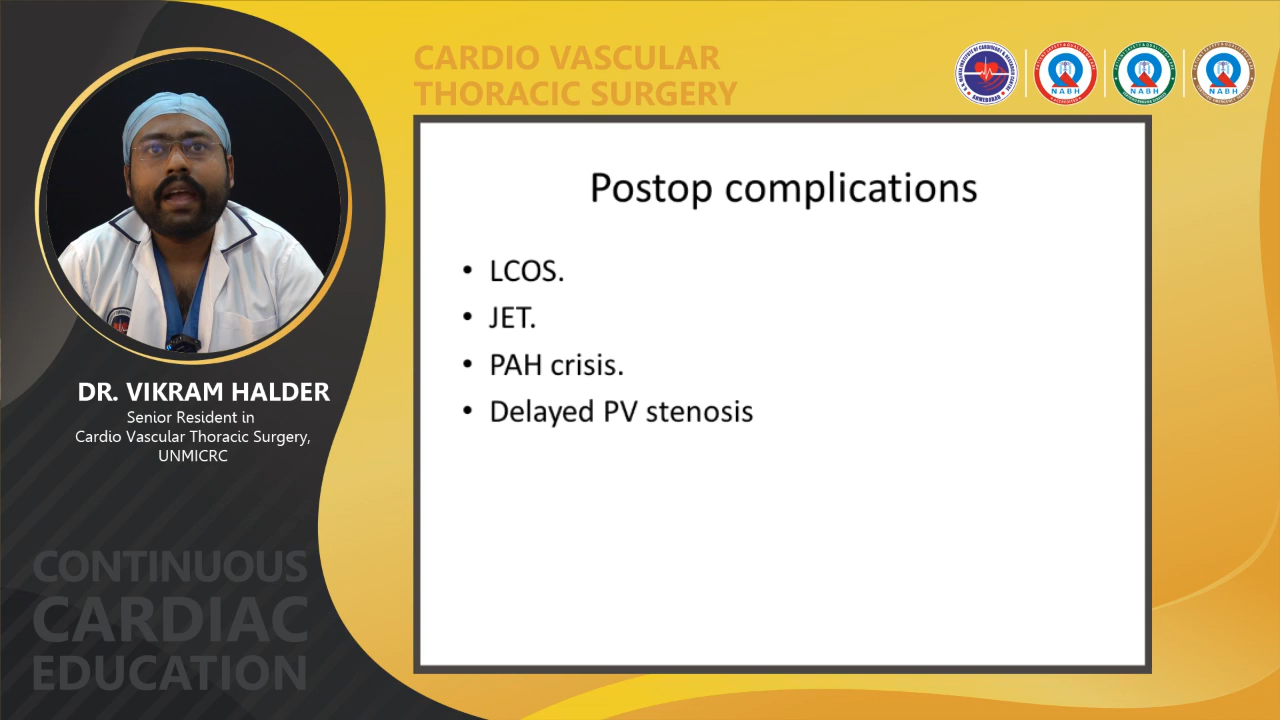 CARDIO VASCULAR
THORACIC SURGERY
NABH
NABH
NABH
Postop complications
• LCOS.
• JET.
• PAH crisis.
• Delayed PV stenosis
DR. VIKRAM HALDER
Senior Resident in
Cardio Vascular Thoracic Surgery,
UNMICRC
CONTINUOUS
CARDIAC
EDUCATION